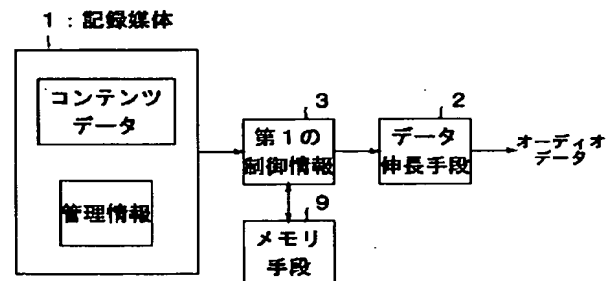 1 : 記録媒体
コンテンツ
データ
管理情報
3
第1の
制御情報
2
データ
伸長手段
オーディオ
データ
9
メモリ
手段